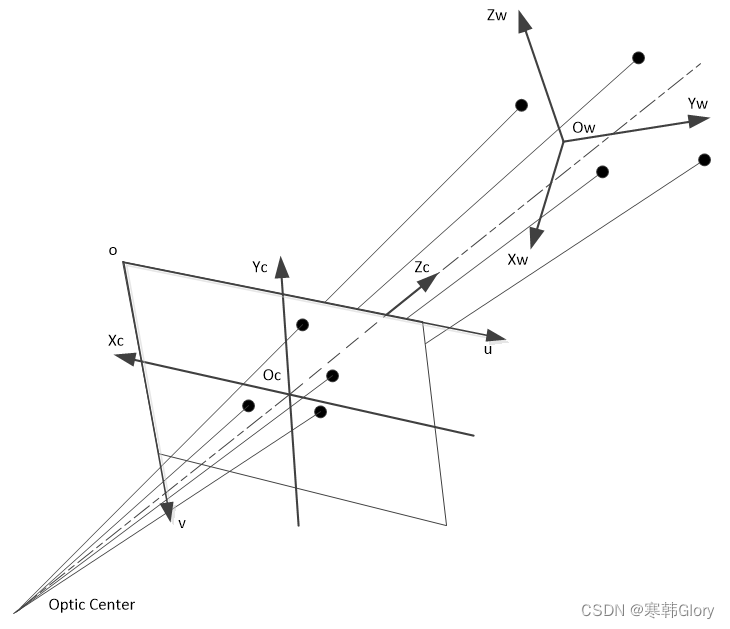 Zw
Yw
Ow
Xw
o
Yc
Zc
Xc
u
Oc
v
Optic Center
CSDN @寒韩Glory